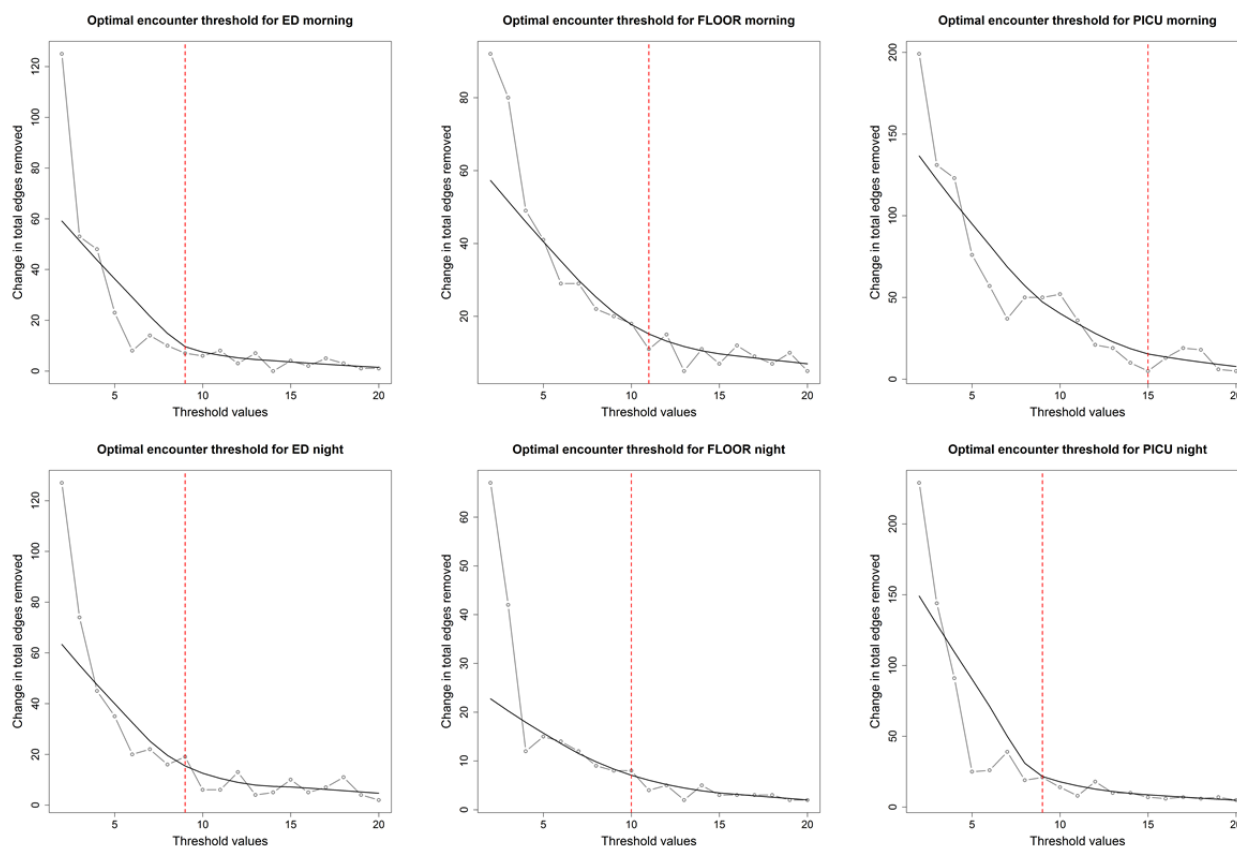 Optimal encounter threshold for ED morning
Change in total edges removed
0 20 40 60 80 100 120
5 10 15 20
Threshold values
Optimal encounter threshold for FLOOR morning
Change in total edges removed
20 40 60 80
5 10 15 20
Threshold values
Optimal encounter threshold for PICU morning
Change in total edges removed
0 50 100 150 200
5 10 15 20
Threshold values
Optimal encounter threshold for ED night
Change in total edges removed
0 20 40 60 80 100 120
5 10 15 20
Threshold values
Optimal encounter threshold for FLOOR night
Change in total edges removed
0 10 20 30 40 50 60
5 10 15 20
Threshold values
Optimal encounter threshold for PICU night
Change in total edges removed
0 50 100 150 200
5 10 15 20
Threshold values